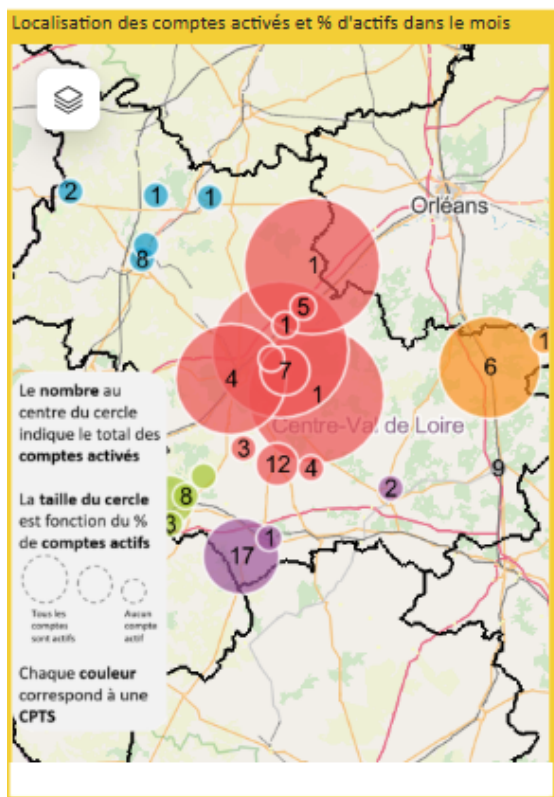 Localisation des comptes activés et % d'actifs dans le mois
2
1
1
Orléans
8
1
5
1
1
6
7
4
1
Centre-Val de Loire
Le nombre au
centre du cercle
indique le total des
comptes activés
3
12
4
9
2
La taille du cercle
est fonction du %
de comptes actifs
8
3
1
17
Tous les
comptes
sont actifs
Aucun
compte
actif
Chaque couleur
correspond à une
CPTS